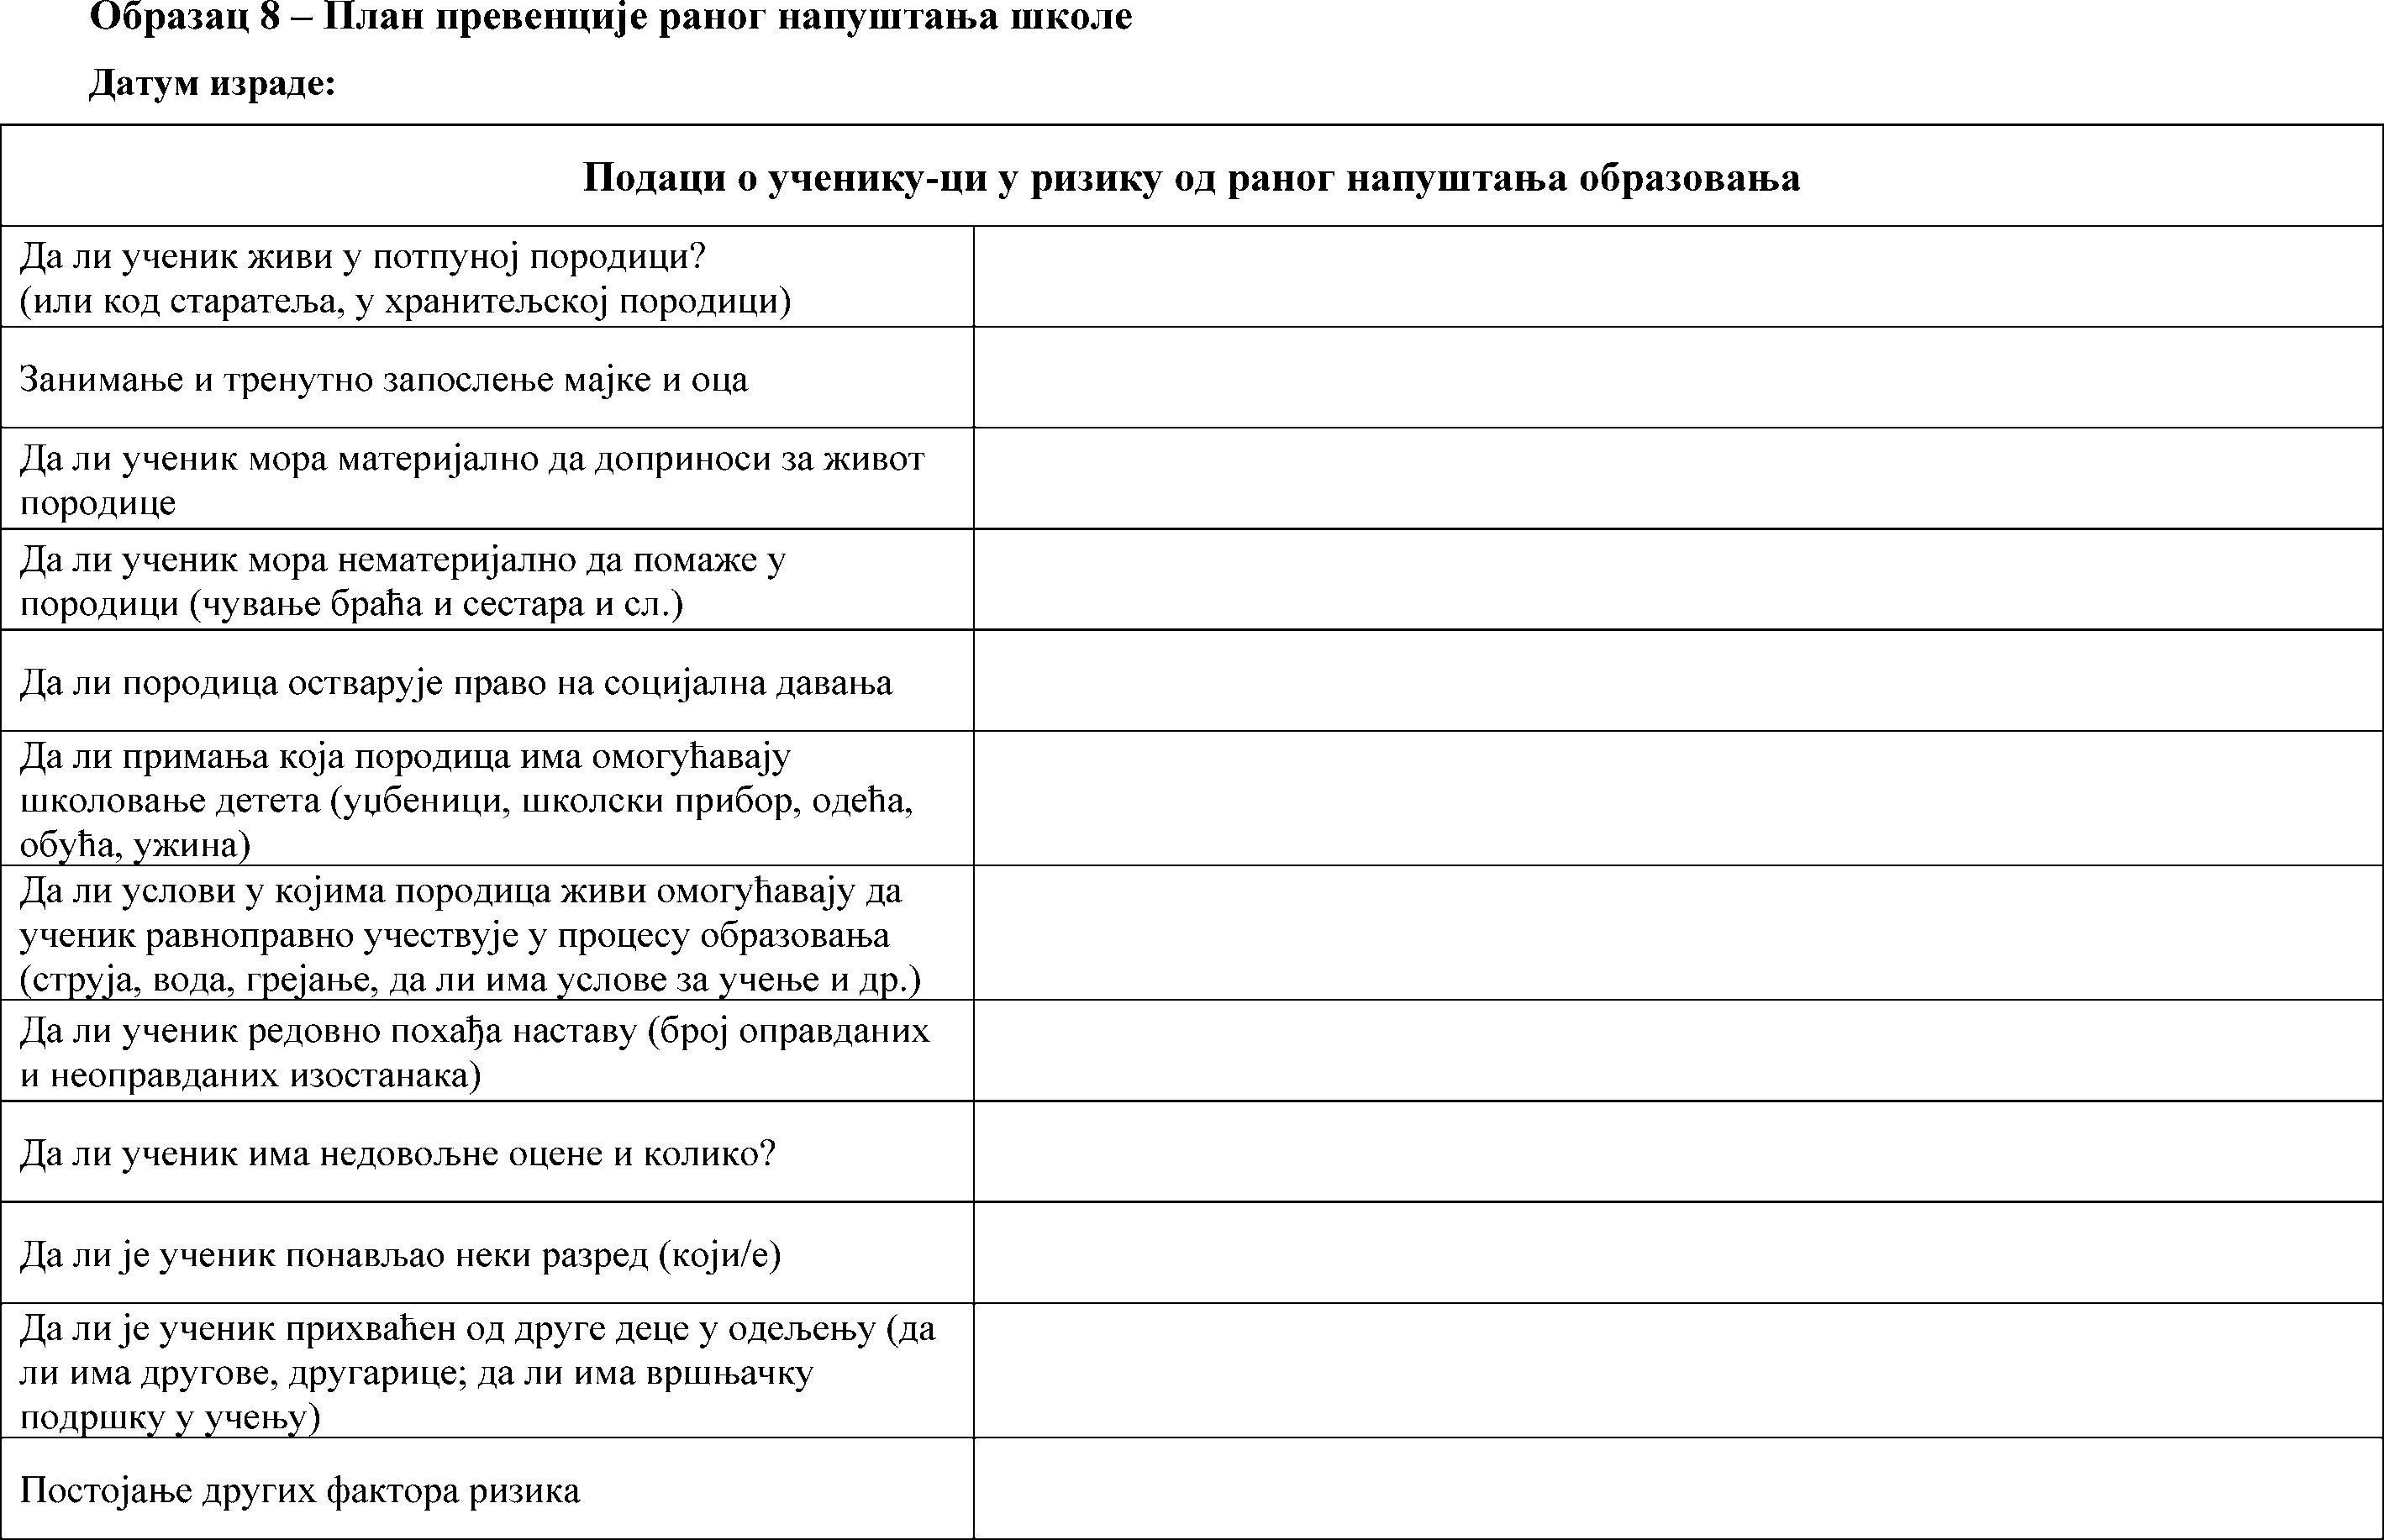 Образац 8 – План превенције раног напуштања школе
Датум израде:
Подаци о ученику-ци у ризику од раног напуштања образовања
Да ли ученик живи у потпуној породици?
(или код старатеља, у хранитељској породици)
Занимање и тренутно запослење мајке и оца
Да ли ученик мора материјално да доприноси за живот
породице
Да ли ученик мора нематеријално да помаже у
породици (чување браћа и сестара и сл.)
Да ли породица остварује право на социјална давања
Да ли примања која породица има омогућавају
школовање детета (уџбеници, школски прибор, одећа,
обућа, ужина)
Да ли услови у којима породица живи омогућавају да
ученик равноправно учествује у процесу образовања
(струја, вода, грејање, да ли има услове за учење и др.)
Да ли ученик редовно похађа наставу (број оправданих
и неоправданих изостанака)
Да ли ученик има недовољне оцене и колико?
Да ли је ученик понављао неки разред (који/е)
Да ли је ученик прихваћен од друге деце у одељењу (да
ли има другове, другарице; да ли има вршњачку
подршку у учењу)
Постојање других фактора ризика